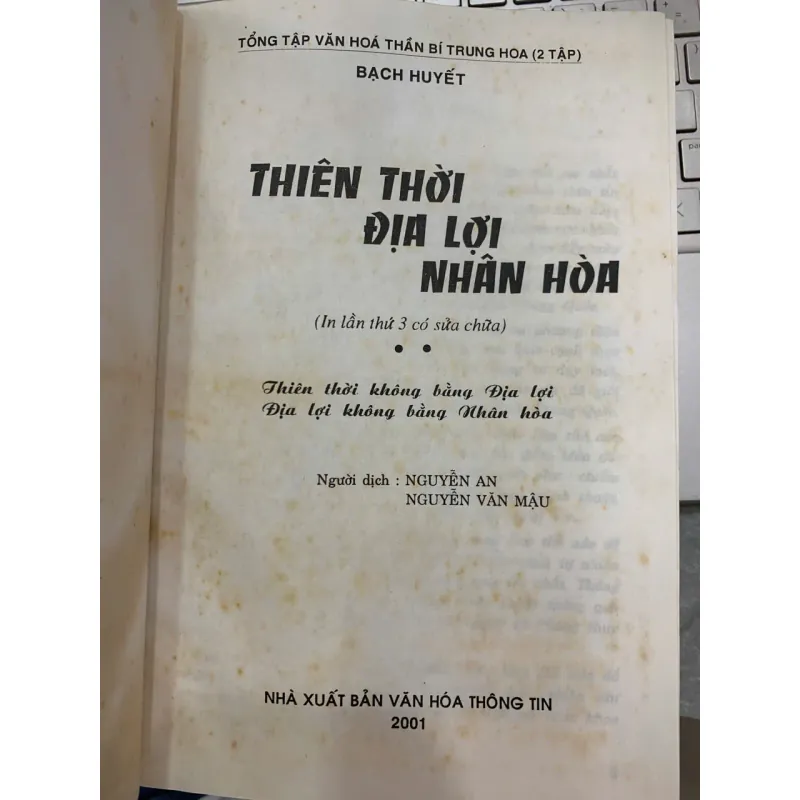 TỔNG TẬP VĂN HOÁ THẦN BÍ TRUNG HOA (2 TẬP)
BẠCH HUYẾT
THIÊN THỜI
ĐỊA LỢI
NHÂN HÒA
(In lần thứ 3 có sửa chữa)
• •
Thiên thời không bằng Địa lợi
Địa lợi không bằng Nhân hòa
Người dịch : NGUYỄN AN
NGUYỄN VĂN MẬU
NHÀ XUẤT BẢN VĂN HÓA THÔNG TIN
2001